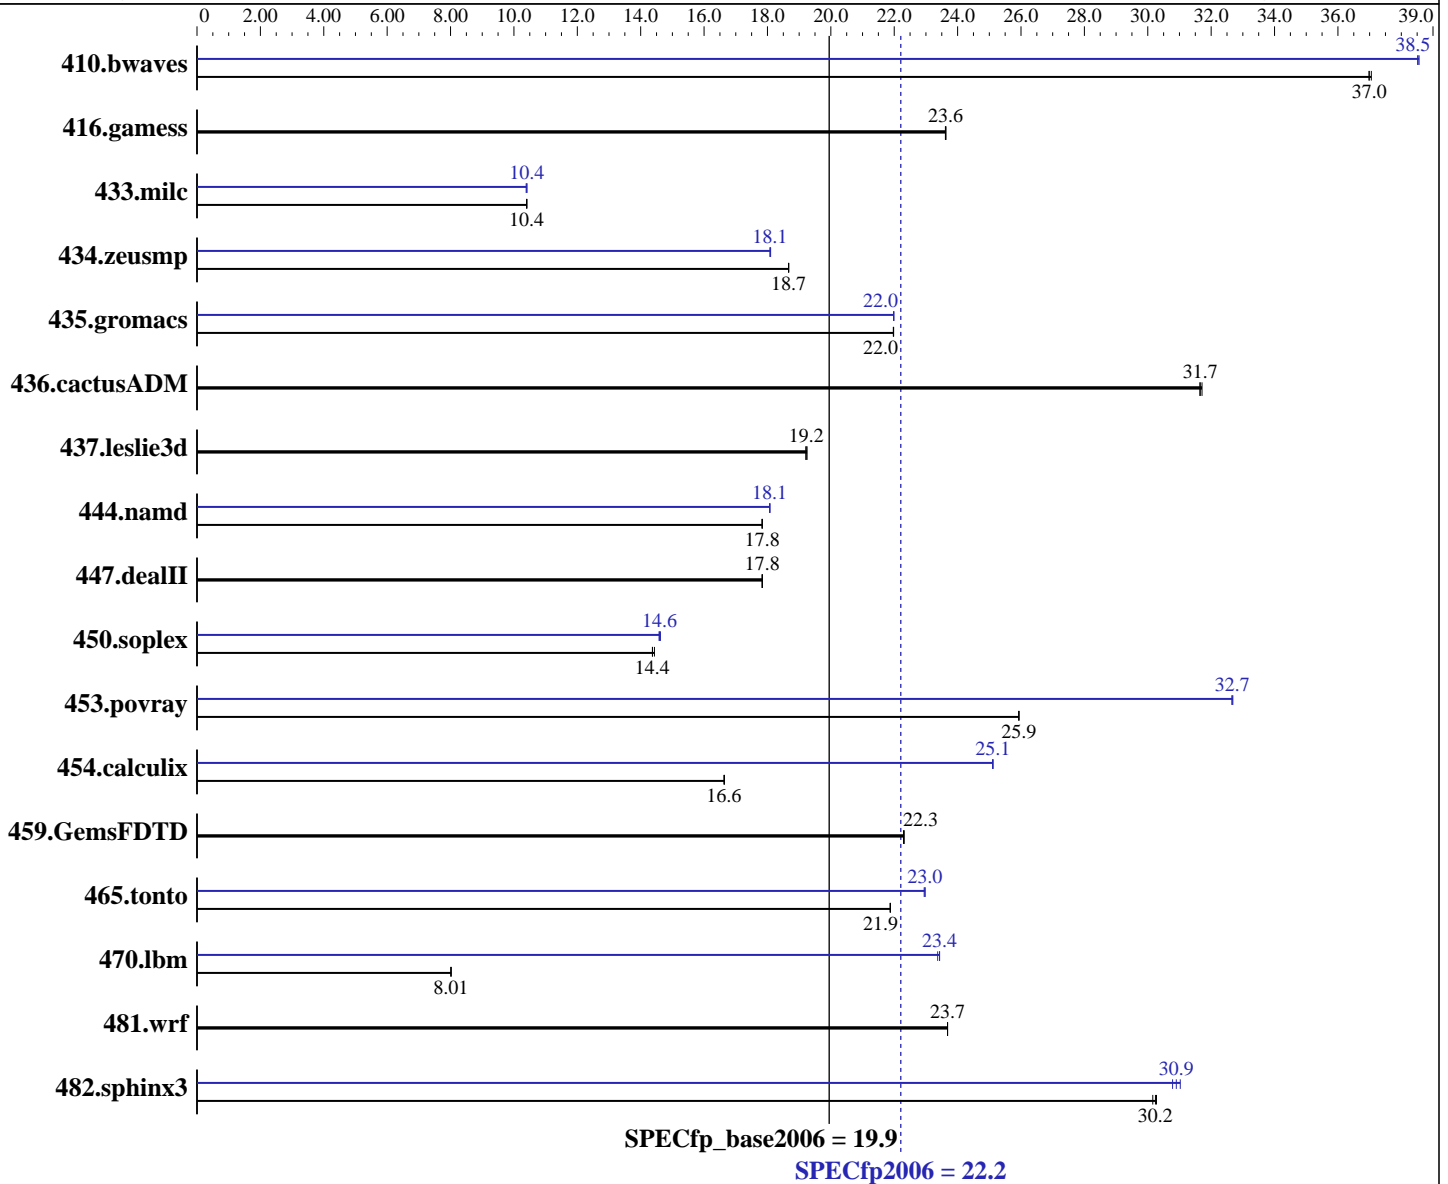 0 2.00 4.00 6.00 8.00 10.0 12.0 14.0 16.0 18.0 20.0 22.0 24.0 26.0 28.0 30.0 32.0 34.0 36.0 39.0
410.bwaves 38.5
37.0
416.gamess 23.6
433.milc 10.4
10.4
434.zeusmp 18.1
18.7
435.gromacs 22.0
22.0
436.cactusADM 31.7
437.leslie3d 19.2
444.namd 18.1
17.8
447.dealII 17.8
450.soplex 14.6
14.4
453.povray 32.7
25.9
454.calculix 25.1
16.6
459.GemsFDTD 22.3
465.tonto 23.0
21.9
470.lbm 23.4
8.01
481.wrf 23.7
482.sphinx3 30.9
30.2
SPECfp_base2006 = 19.9
SPECfp2006 = 22.2